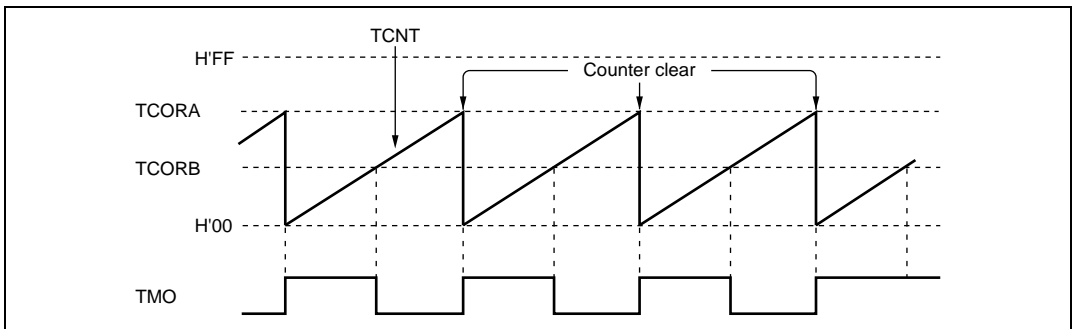 TCNT
H'FF
Counter clear
TCORA
TCORB
H'00
TMO